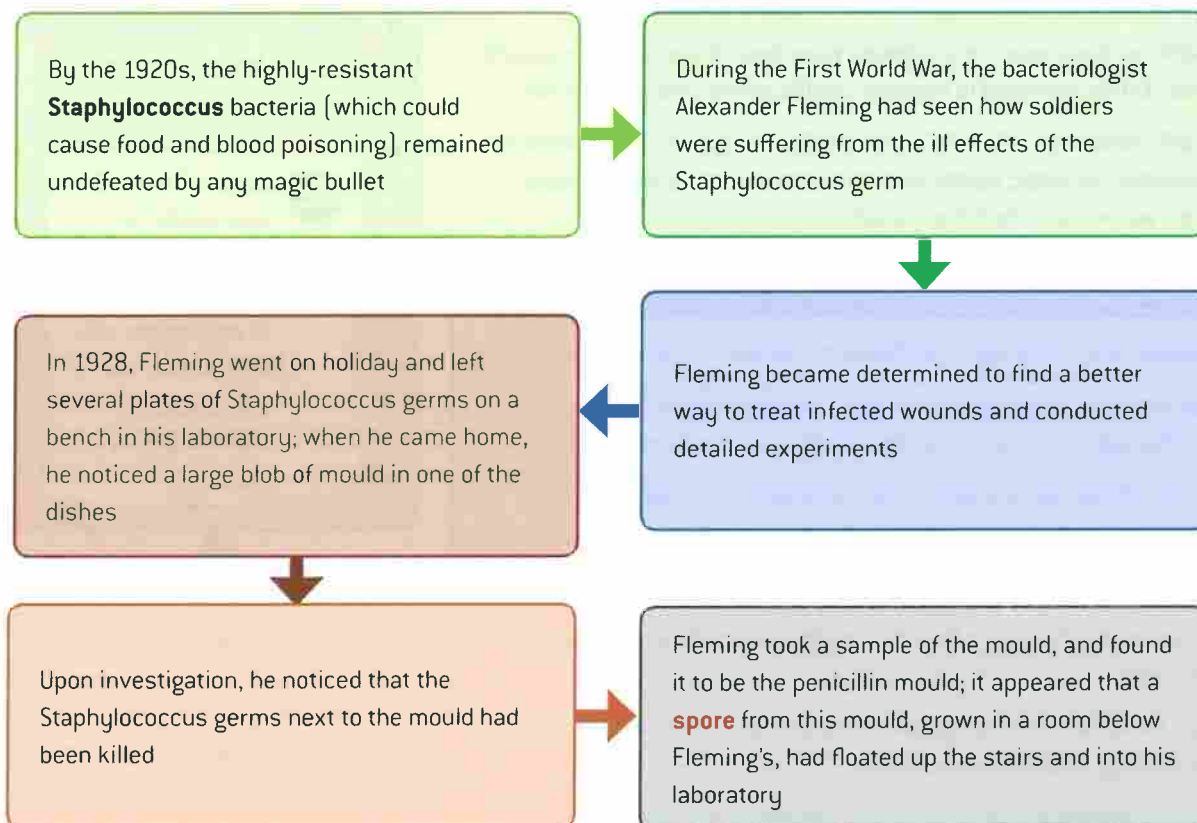 By the 1920s, the highly-resistant
Staphylococcus bacteria (which could
cause food and blood poisoning) remained
undefeated by any magic bullet
During the First World War, the bacteriologist
Alexander Fleming had seen how soldiers
were suffering from the ill effects of the
Staphylococcus germ
Fleming became determined to find a better
way to treat infected wounds and conducted
detailed experiments
In 1928, Fleming went on holiday and left
several plates of Staphylococcus germs on a
bench in his laboratory; when he came home,
he noticed a large blob of mould in one of the
dishes
Upon investigation, he noticed that the
Staphylococcus germs next to the mould had
been killed
Fleming took a sample of the mould, and found
it to be the penicillin mould; it appeared that a
spore from this mould, grown in a room below
Fleming's, had floated up the stairs and into his
laboratory